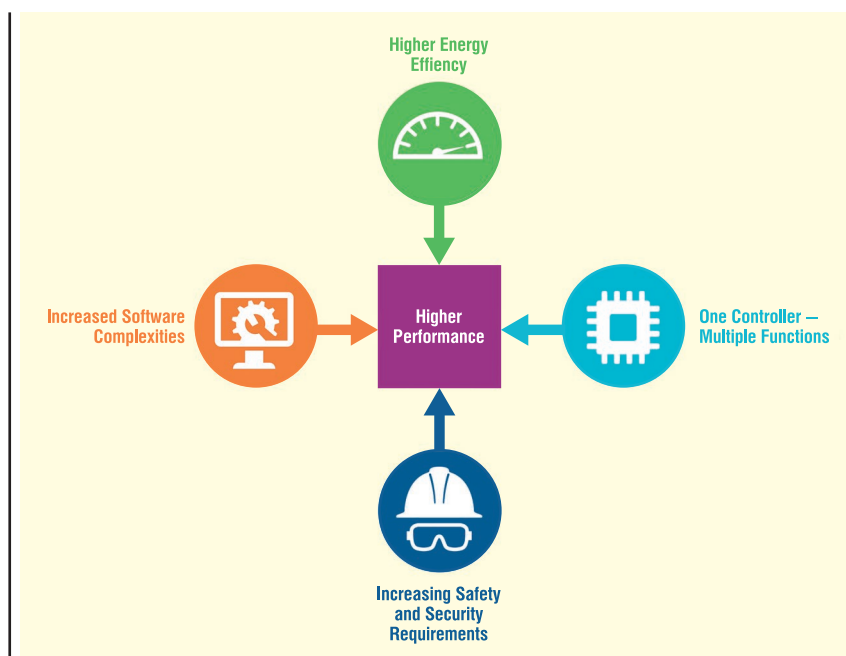 Higher Energy
Effiency
Increased Software
Complexities
Higher
Performance
One Controller —
Multiple Functions
Increasing Safety
and Security
Requirements